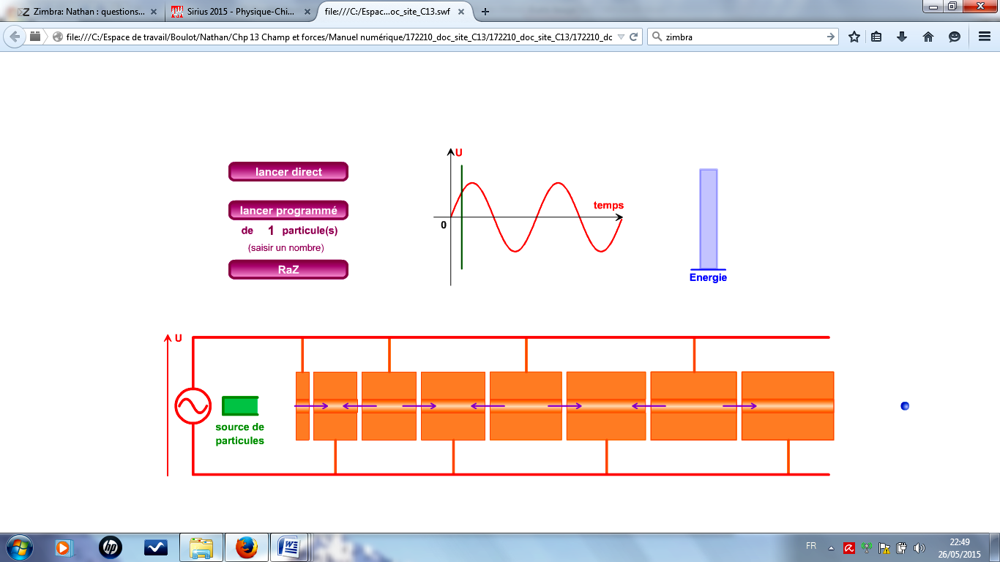 Zimbra: Nathan : questions...
Sirius 2015 - Physique-Chi...
file:///C:/Espac...oc_site_C13.swf
file:///C:/Espace de travail/Boulot/Nathan/Chp 13 Champ et forces/Manuel numérique/172210_doc_site_C13/172210_doc_site_C13/172210_dc
zimbra
lancer direct
lancer programmé
de 1 particule(s)
(saisir un nombre)
RaZ
U
temps
0
Energie
U
source de
particules
hp
FR
22:49
26/05/2015